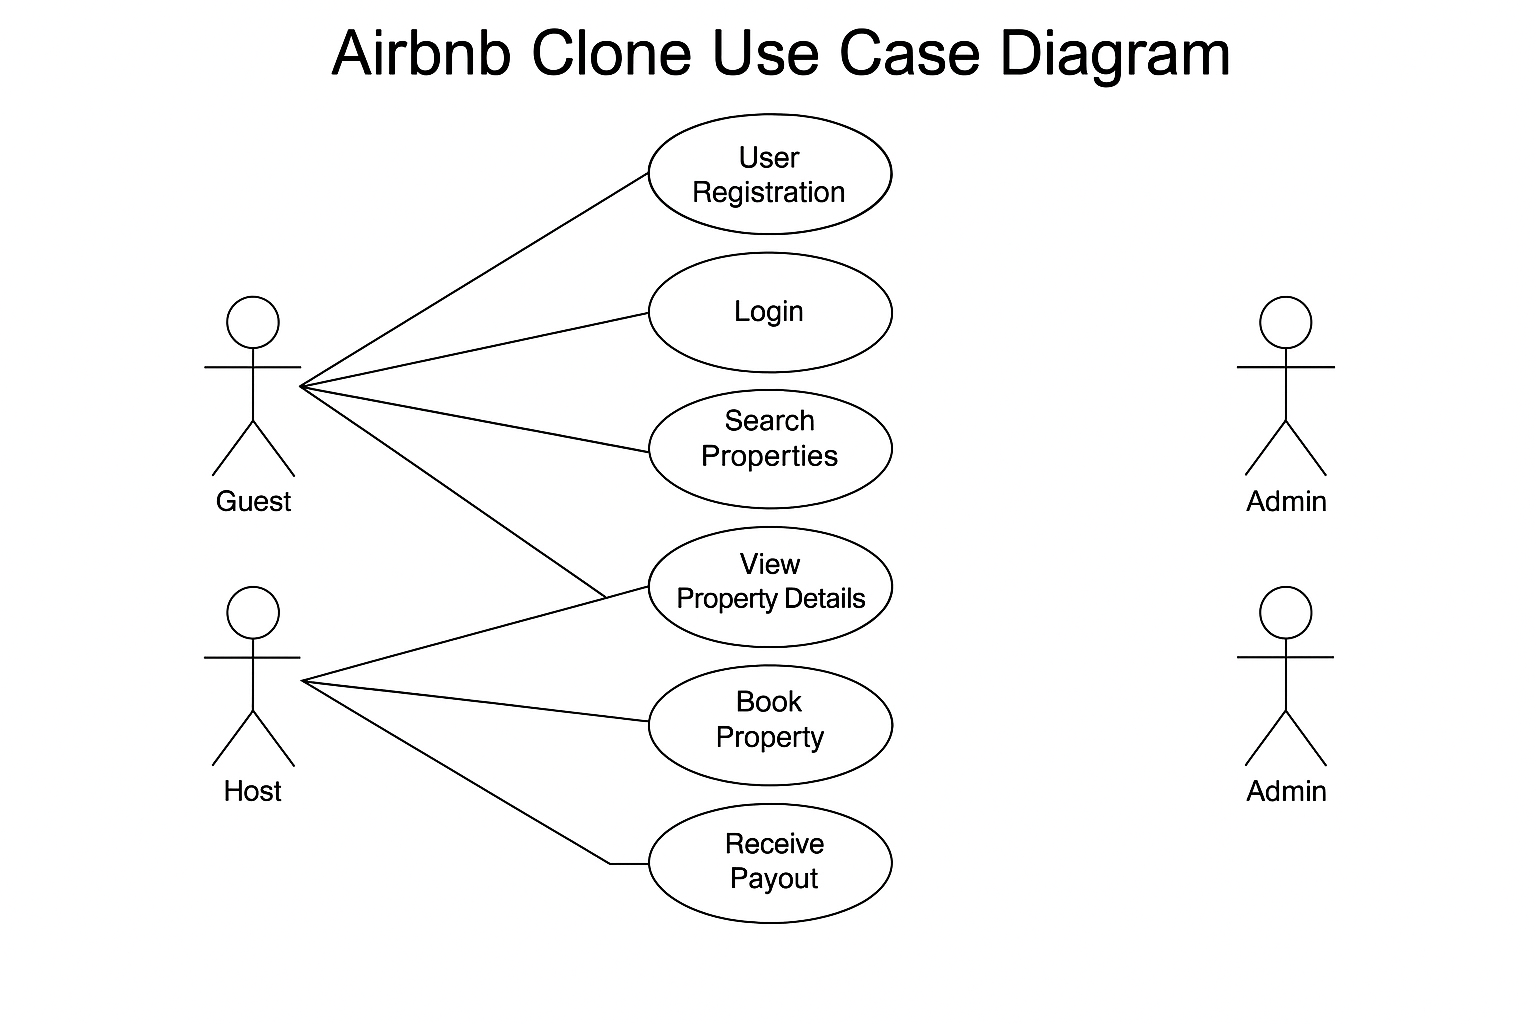 Airbnb Clone Use Case Diagram
User
Registration
Login
Search
Properties
View
Property Details
Book
Property
Receive
Payout
Guest
Host
Admin
Admin